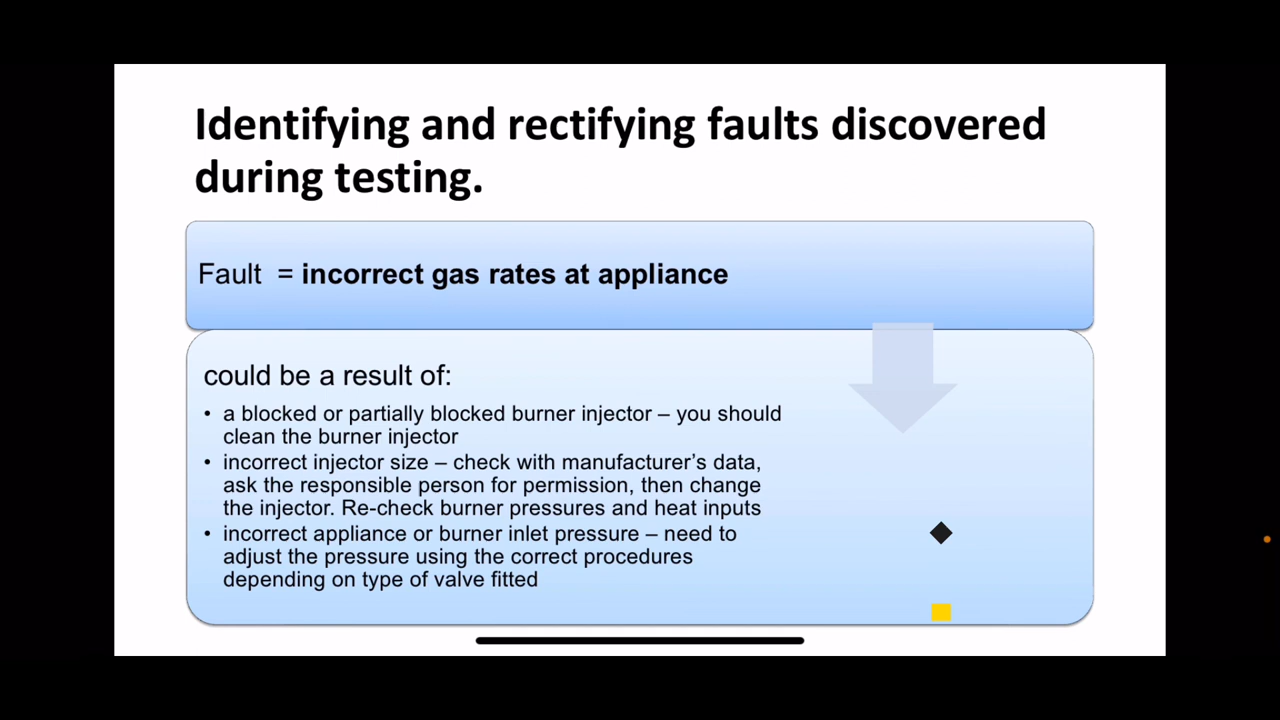 Identifying and rectifying faults discovered
during testing.
Fault  = incorrect gas rates at appliance
could be a result of:
• a blocked or partially blocked burner injector – you should
clean the burner injector
• incorrect injector size – check with manufacturer’s data,
ask the responsible person for permission, then change
the injector. Re-check burner pressures and heat inputs
• incorrect appliance or burner inlet pressure – need to
adjust the pressure using the correct procedures
depending on type of valve fitted